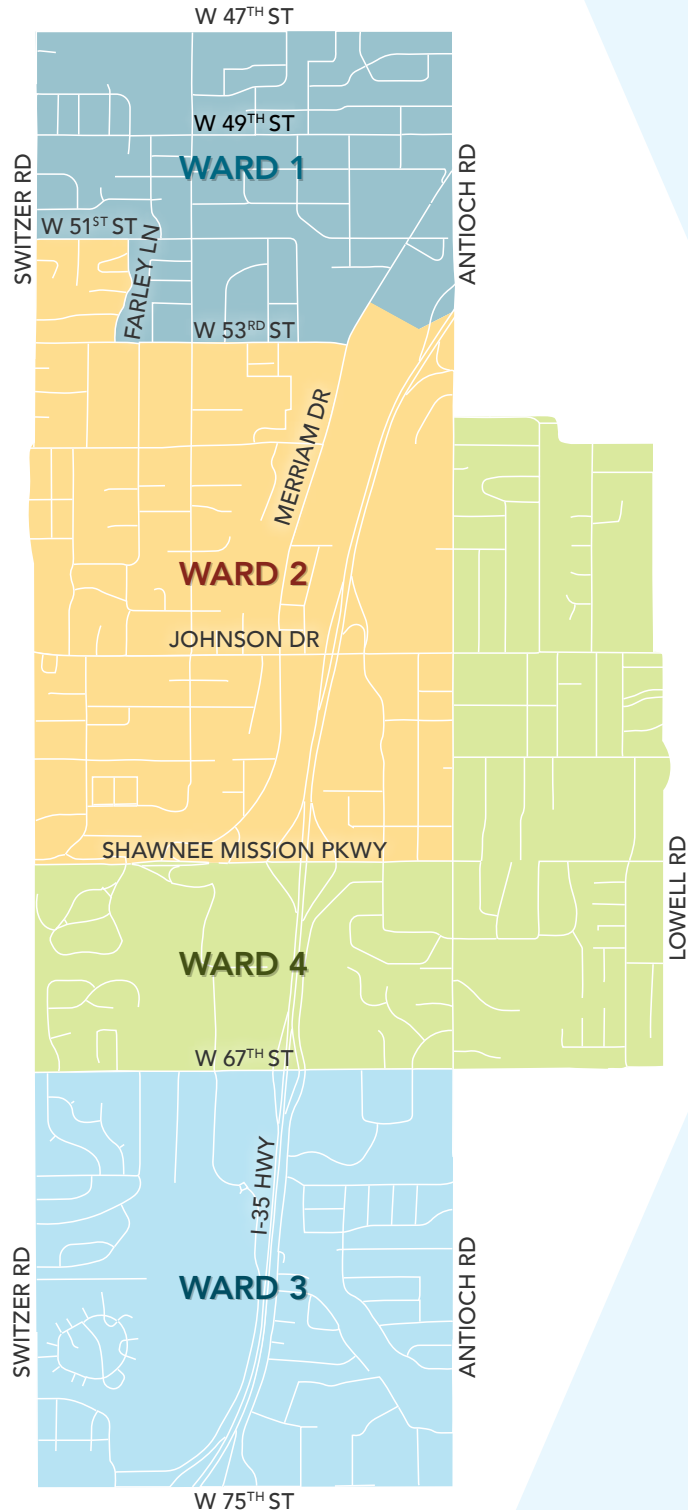 W 47TH ST
W 49TH ST
WARD 1
SWITZER RD
ANTIOCH RD
W 51ST ST
FARLEY LN
W 53RD ST
MERRIAM DR
WARD 2
JOHNSON DR
SHAWNEE MISSION PKWY
LOWELL RD
WARD 4
W 67TH ST
I-35 HWY
SWITZER RD
WARD 3
ANTIOCH RD
W 75TH ST